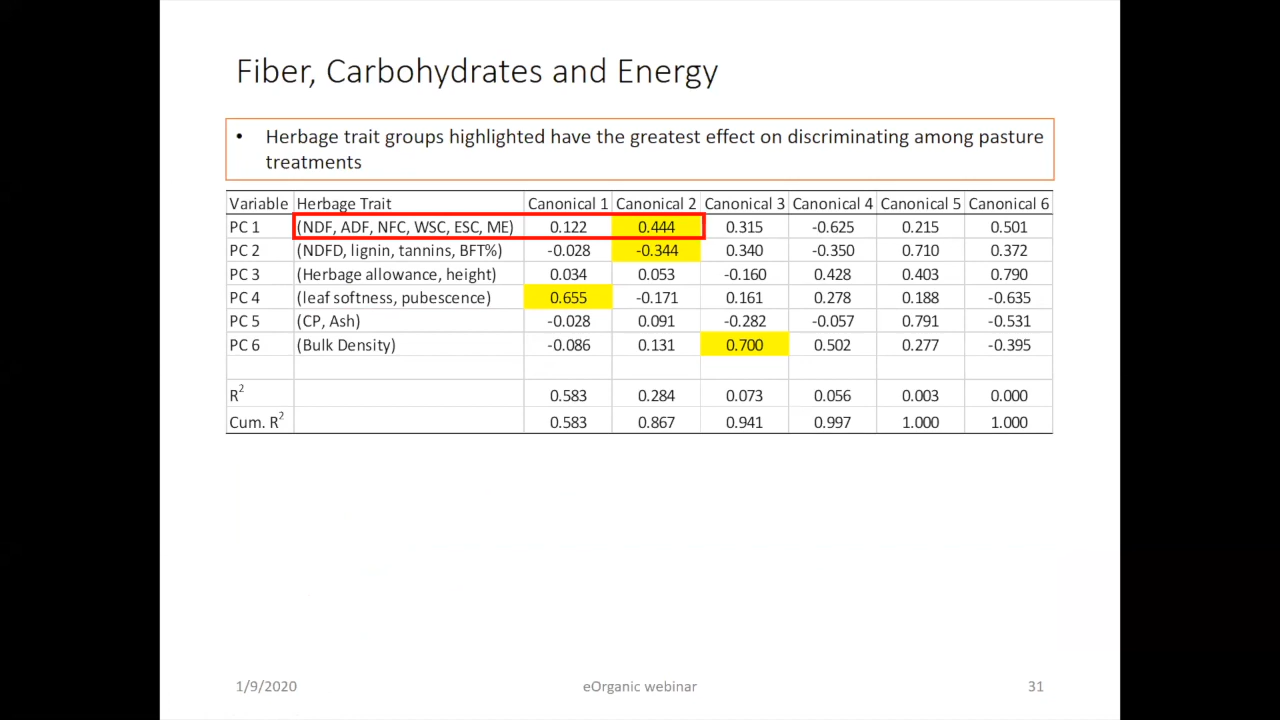 Fiber, Carbohydrates and Energy
• Herbage trait groups highlighted have the greatest effect on discriminating among pasture
treatments
Variable Herbage Trait Canonical 1 Canonical 2 Canonical 3 Canonical 4 Canonical 5 Canonical 6
PC 1 (NDF, ADF, NFC, WSC, ESC, ME) 0.122 0.444 0.315 -0.625 0.215 0.501
PC 2 (NDFD, lignin, tannins, BFT%) -0.028 -0.344 0.340 -0.350 0.710 0.372
PC 3 (Herbage allowance, height) 0.034 0.053 -0.160 0.428 0.403 0.790
PC 4 (leaf softness, pubescence) 0.655 -0.171 0.161 0.278 0.188 -0.635
PC 5 (CP, Ash) -0.028 0.091 -0.282 -0.057 0.791 -0.531
PC 6 (Bulk Density) -0.086 0.131 0.700 0.502 0.277 -0.395
R² 0.583 0.284 0.073 0.056 0.003 0.000
Cum. R² 0.583 0.867 0.941 0.997 1.000 1.000
1/9/2020 eOrganic webinar 31